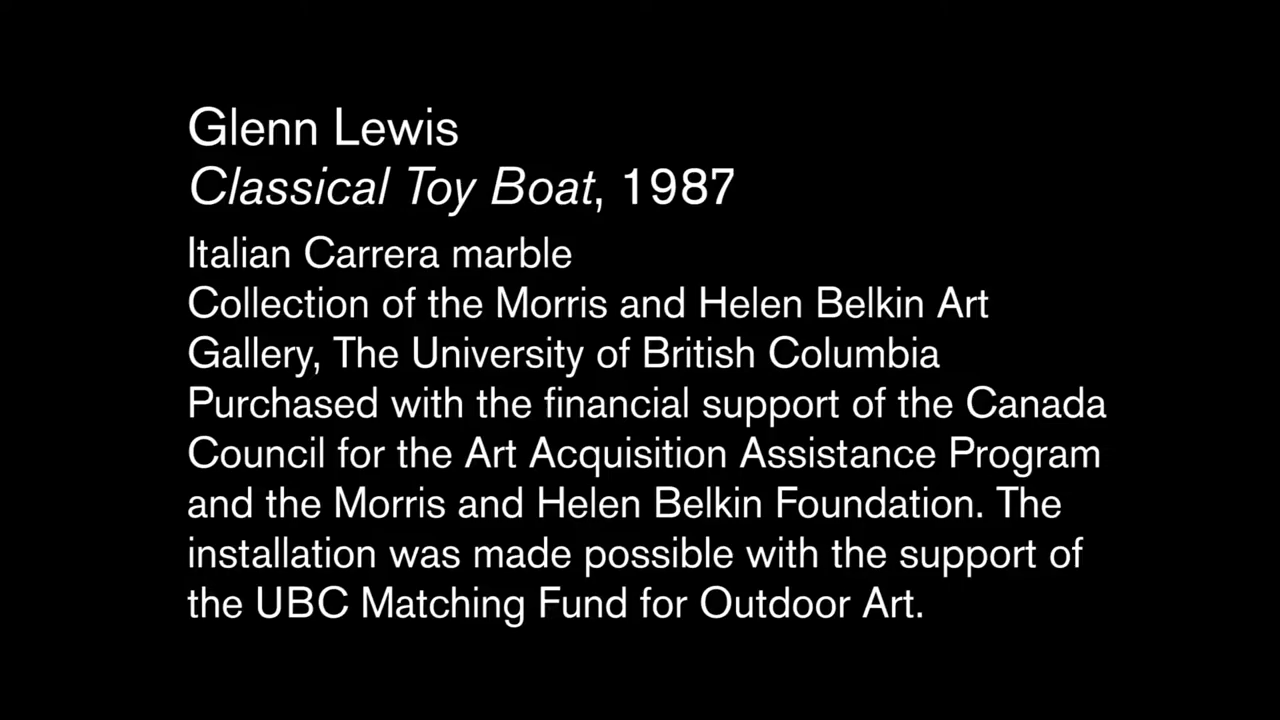 Glenn Lewis
Classical Toy Boat, 1987
Italian Carrera marble
Collection of the Morris and Helen Belkin Art
Gallery, The University of British Columbia
Purchased with the financial support of the Canada
Council for the Art Acquisition Assistance Program
and the Morris and Helen Belkin Foundation. The
installation was made possible with the support of
the UBC Matching Fund for Outdoor Art.